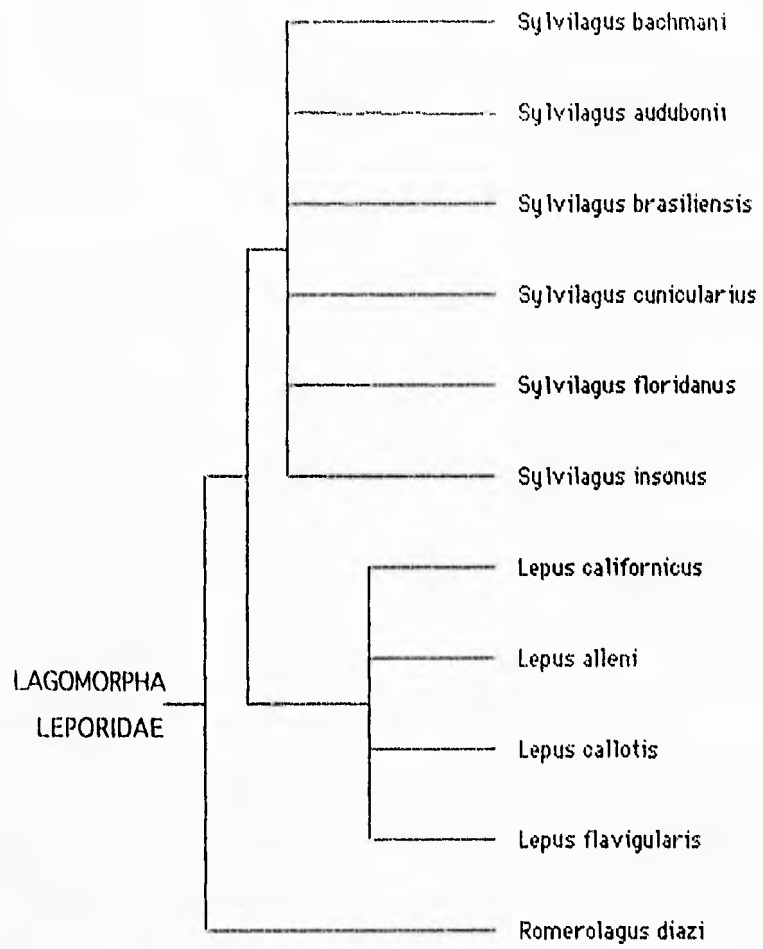 Sylvilagus bachmani
Sylvilagus audubonii
Sylvilagus brasiliensis
Sylvilagus cunicularius
Sylvilagus floridanus
Sylvilagus insonus
Lepus californicus
Lepus alleni
LAGOMORPHA
LEPORIDAE
Lepus callotis
Lepus flavigularis
Romerolagus diazi